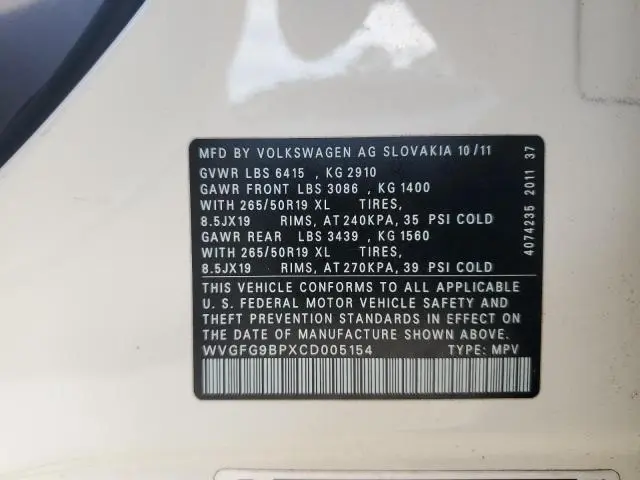 MFD BY VOLKSWAGEN AG SLOVAKIA 10/11
GVWR LBS 6415 , KG 2910
GAWR FRONT LBS 3086 , KG 1400
WITH 265/50R19 XL TIRES,
8.5JX19 RIMS, AT 240KPA, 35 PSI COLD
GAWR REAR LBS 3439 , KG 1560
WITH 265/50R19 XL TIRES,
8.5JX19 RIMS, AT 270KPA, 39 PSI COLD
THIS VEHICLE CONFORMS TO ALL APPLICABLE
U. S. FEDERAL MOTOR VEHICLE SAFETY AND
THEFT PREVENTION STANDARDS IN EFFECT ON
THE DATE OF MANUFACTURE SHOWN ABOVE
WVGFG9BPXCD005154 TYPE: MPV
4074235 2011 37